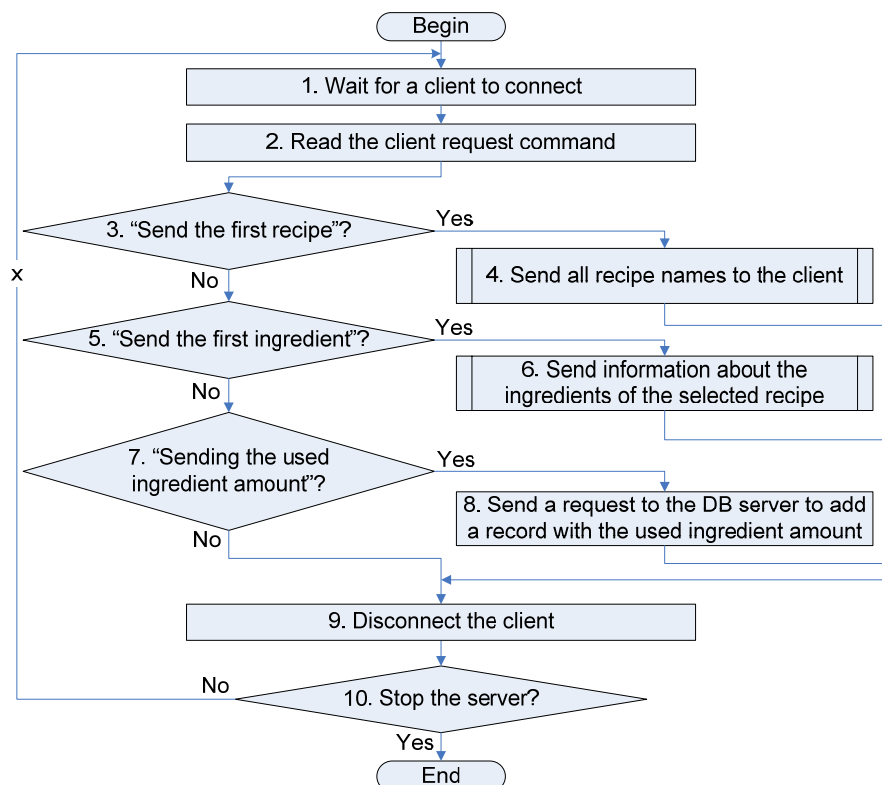 Begin
1. Wait for a client to connect
2. Read the client request command
3. “Send the first recipe”?
Yes
4. Send all recipe names to the client
x
No
5. “Send the first ingredient”?
Yes
6. Send information about the
ingredients of the selected recipe
No
7. “Sending the used
ingredient amount”?
Yes
8. Send a request to the DB server to add
a record with the used ingredient amount
No
9. Disconnect the client
No
10. Stop the server?
Yes
End